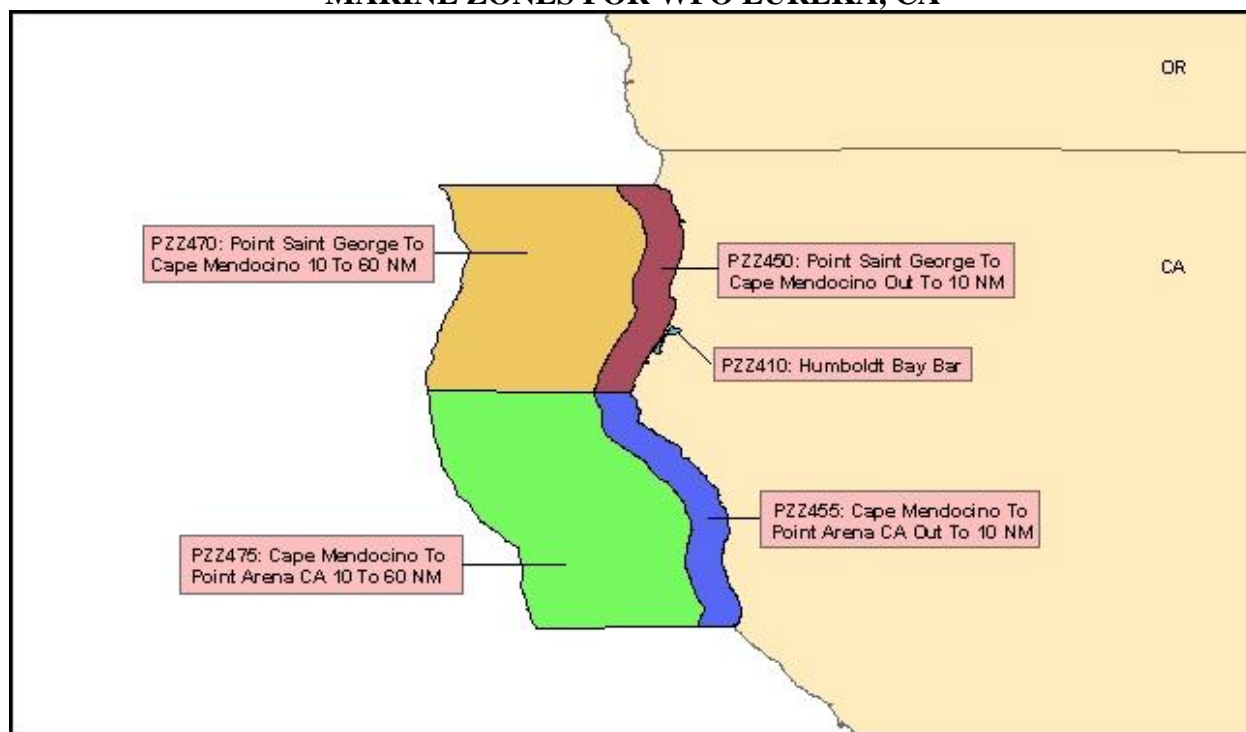 MARINE ZONES FOR WFO EUREKA, CA
OR
PZZ470: Point Saint George To
Cape Mendocino 10 To 60 NM
PZZ450: Point Saint George To
Cape Mendocino Out To 10 NM
CA
PZZ410: Humboldt Bay Bar
PZZ455: Cape Mendocino To
Point Arena CA Out To 10 NM
PZZ475: Cape Mendocino To
Point Arena CA 10 To 60 NM